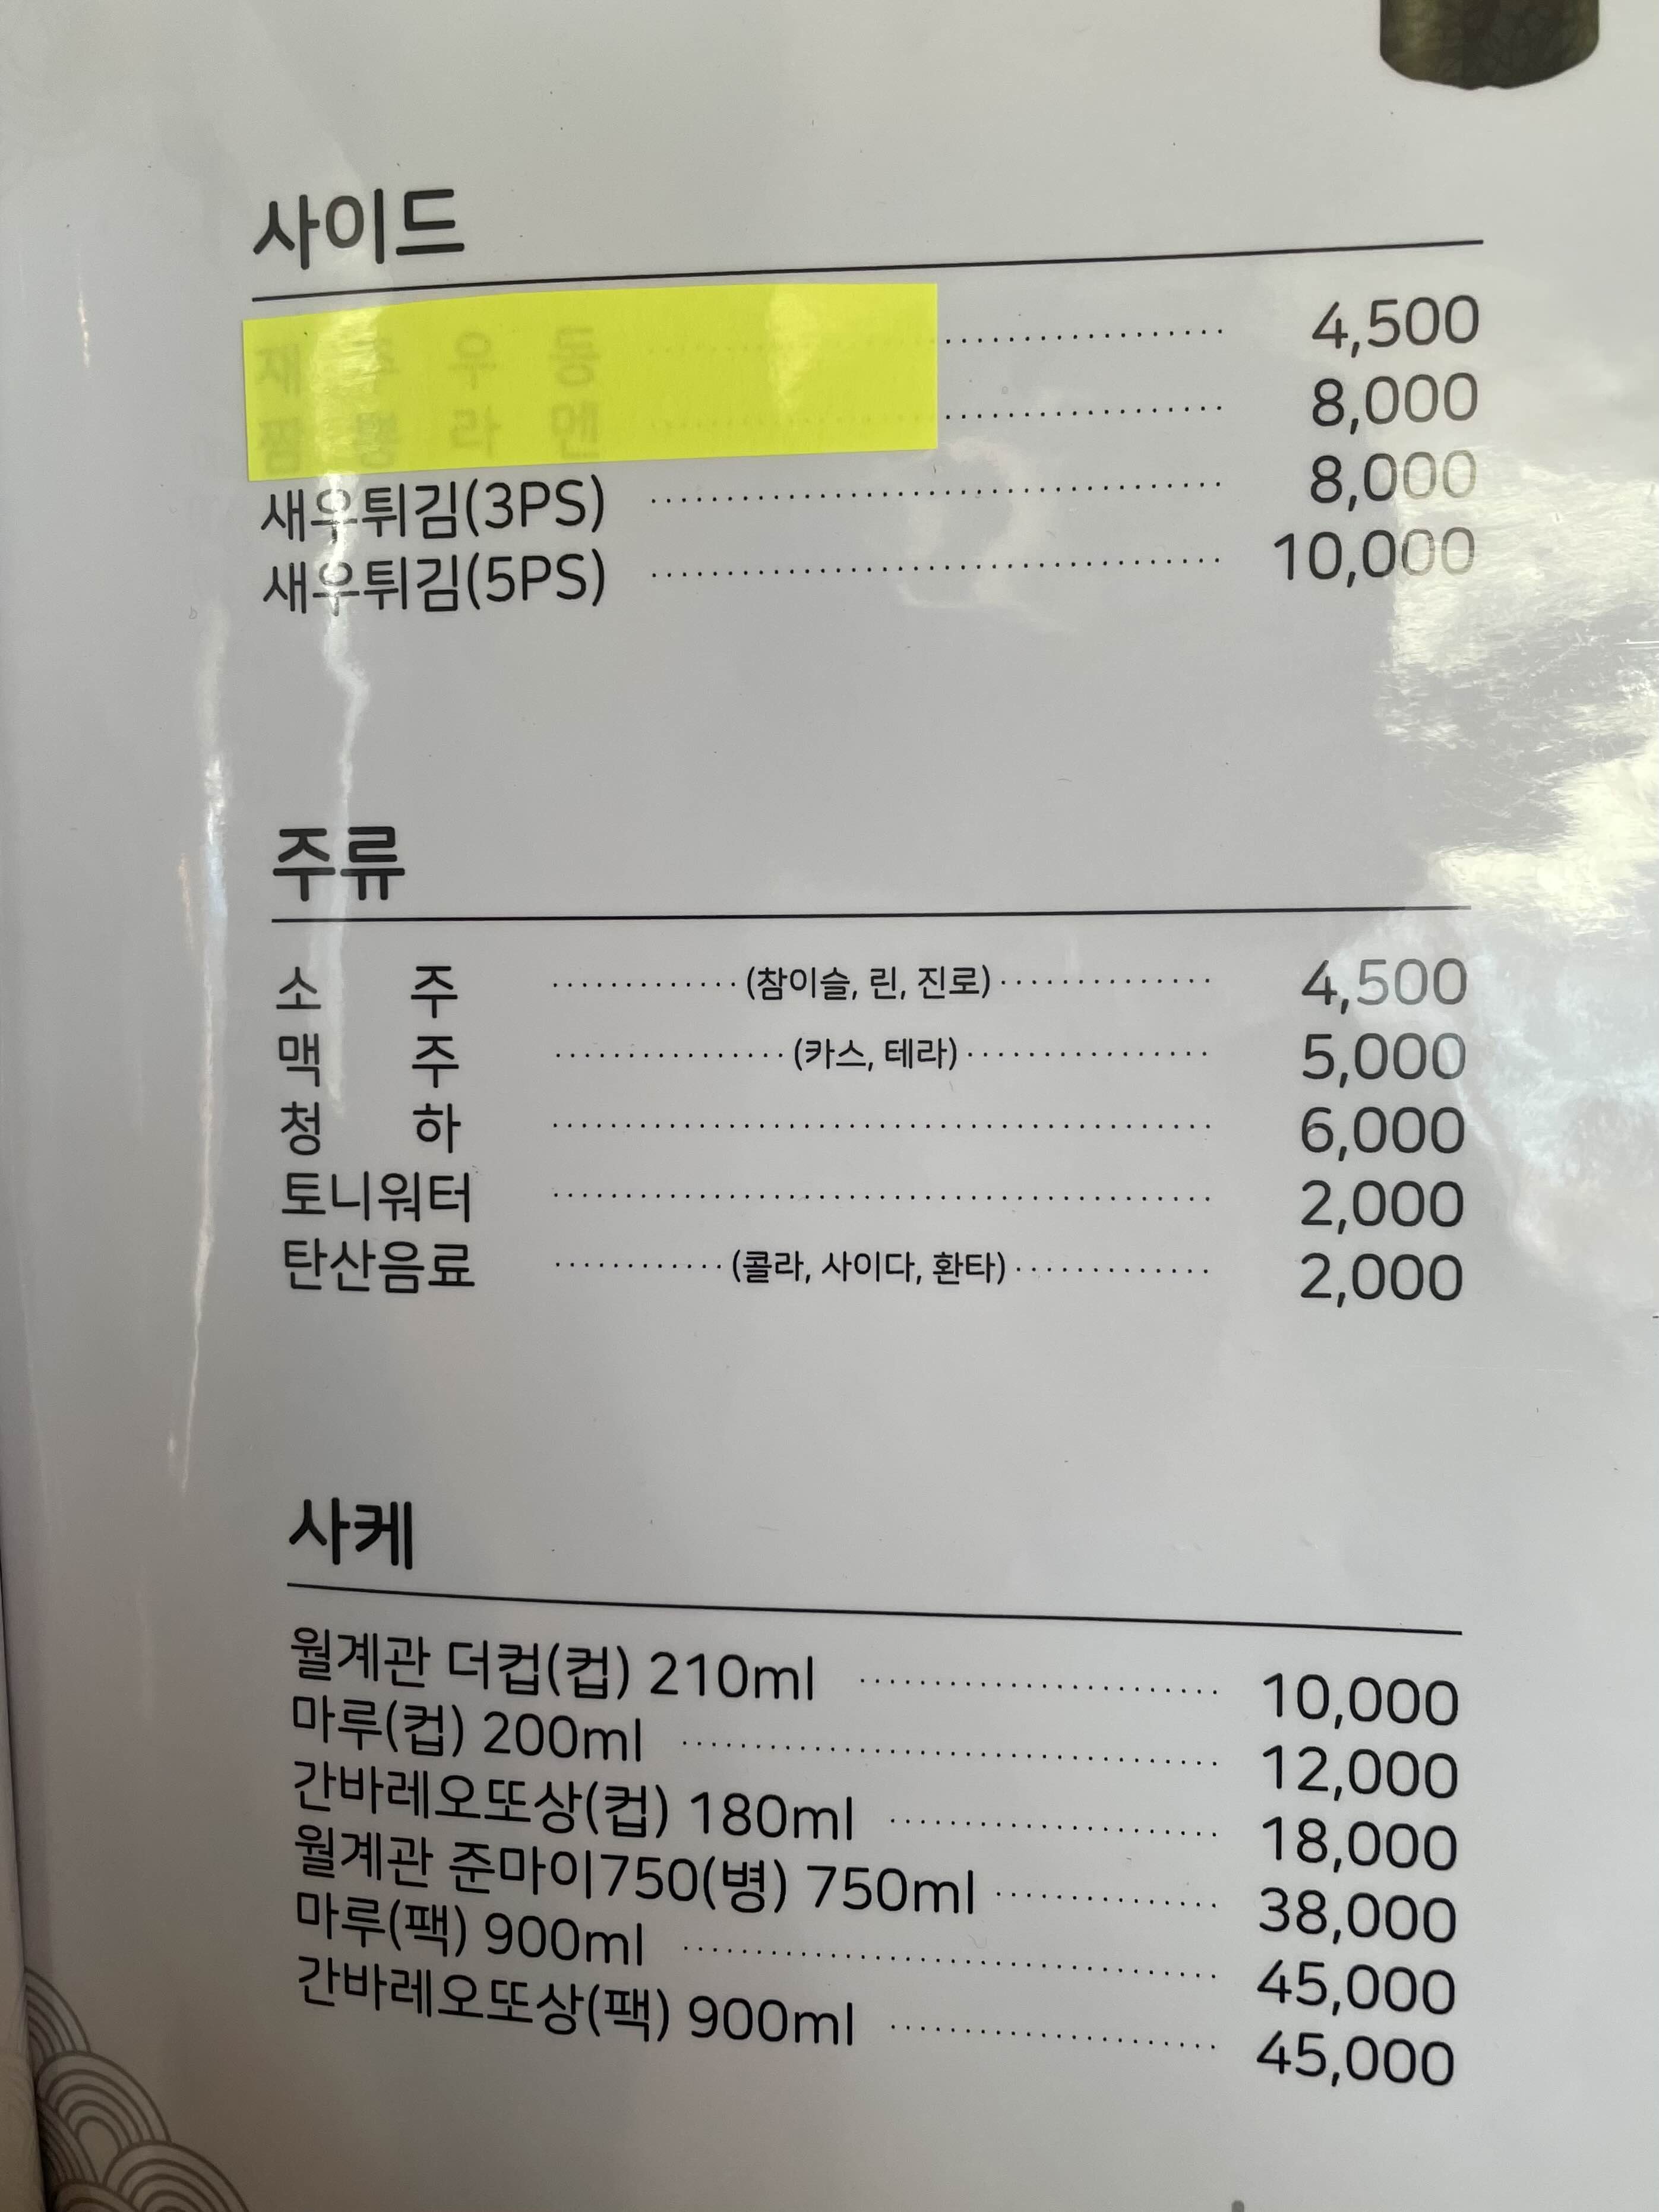 사이드
우동 4,500
짬뽕라멘 8,000
새우튀김(3PS) 8,000
새우튀김(5PS) 10,000
주류
소 주 (참이슬, 린, 진로) 4,500
맥 주 (카스, 테라) 5,000
청 하 6,000
토니워터 2,000
탄산음료 (콜라, 사이다, 환타) 2,000
사케
월계관 더컵(컵) 210ml 10,000
마루(컵) 200ml 12,000
간바레오또상(컵) 180ml 18,000
월계관 준마이750(병) 750ml 38,000
마루(팩) 900ml 45,000
간바레오또상(팩) 900ml 45,000